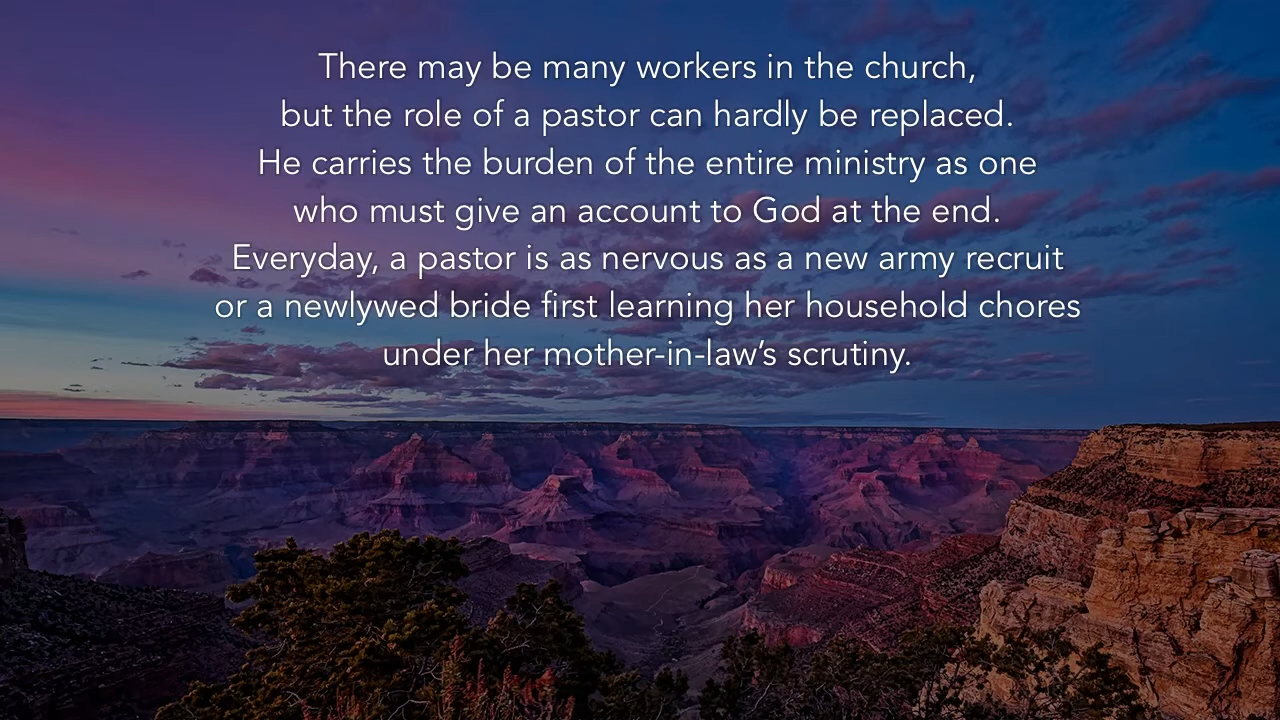 There may be many workers in the church,
but the role of a pastor can hardly be replaced.
He carries the burden of the entire ministry as one
who must give an account to God at the end.
Everyday, a pastor is as nervous as a new army recruit
or a newlywed bride first learning her household chores
under her mother-in-law’s scrutiny.